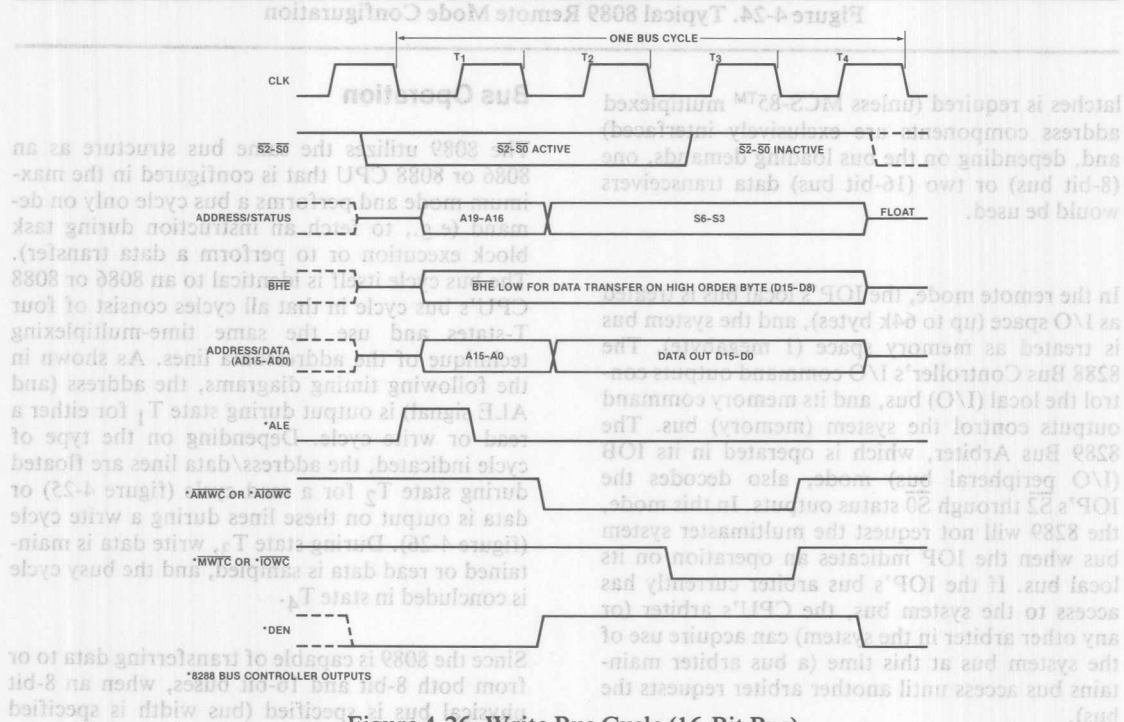 Figure 4-24. Typical 8089 Remote Mode Configuration
ONE BUS CYCLE
T1 T2 T3 T4
CLK
S2-S0 S2-S0 ACTIVE S2-S0 INACTIVE
ADDRESS/STATUS A19-A16 S6-S3 FLOAT
BHE BHE LOW FOR DATA TRANSFER ON HIGH ORDER BYTE (D15-D8)
ADDRESS/DATA A15-A0 DATA OUT D15-D0
(AD15-AD0)
*ALE
*AMWC OR *AIOWC
*MWTC OR *IOWC
*DEN
*8288 BUS CONTROLLER OUTPUTS
Figure 4-26. Write Bus Cycle (16-Bit Bus)
Bus Operation
The 8089 utilizes the same bus structure as an
8086 or 8088 CPU that is configured in the max-
imum mode and performs a bus cycle only on de-
mand (e.g., to fetch an instruction during task
block execution or to perform a data transfer).
The bus cycle itself is identical to an 8086 or 8088
CPU's bus cycle in that all cycles consist of four
T-states and use the same time-multiplexing
technique of the address/data lines. As shown in
the following timing diagrams, the address (and
ALE signal) is output during state T1 for either a
read or write cycle. Depending on the type of
cycle indicated, the address/data lines are floated
during state T2 for a read cycle (figure 4-25) or
data is output on these lines during a write cycle
(figure 4-26). During state T3, write data is main-
tained or read data is sampled, and the busy cycle
is concluded in state T4.
Since the 8089 is capable of transferring data to or
from both 8-bit and 16-bit buses, when an 8-bit
physical bus is specified (bus width is specified
latches is required (unless MCS-85™ multiplexed
address components are exclusively interfaced)
and, depending on the bus loading demands, one
(8-bit bus) or two (16-bit bus) data transceivers
would be used.
In the remote mode, the IOP's local bus is treated
as I/O space (up to 64k bytes), and the system bus
is treated as memory space (1 megabyte). The
8288 Bus Controller's I/O command outputs con-
trol the local (I/O) bus, and its memory command
outputs control the system (memory) bus. The
8289 Bus Arbiter, which is operated in its IOB
(I/O peripheral bus) mode, also decodes the
IOP's S2 through S0 status outputs. In this mode,
the 8289 will not request the multimaster system
bus when the IOP indicates an operation on its
local bus. If the IOP's bus arbiter currently has
access to the system bus, the CPU's arbiter (or
any other arbiter in the system) can acquire use of
the system bus at this time (a bus arbiter main-
tains bus access until another arbiter requests the
bus).